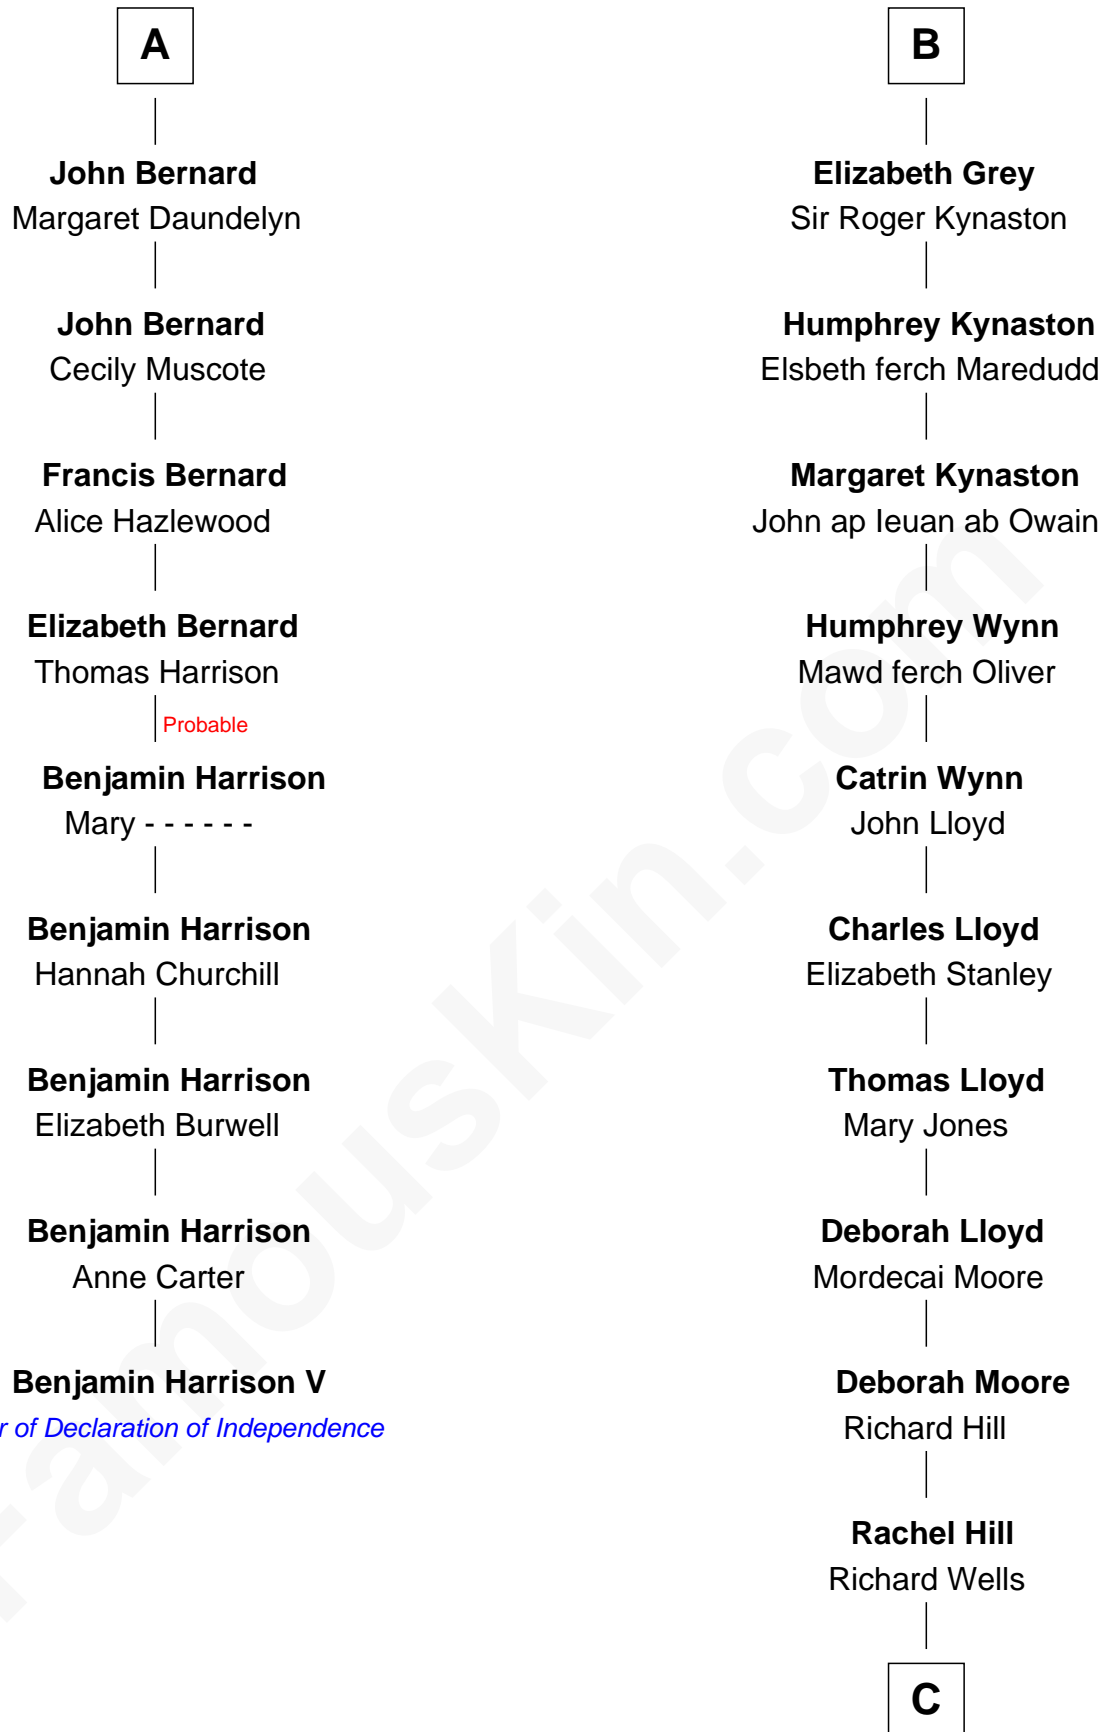 A
John Bernard
Margaret Daundelyn
John Bernard
Cecily Muscote
Francis Bernard
Alice Hazlewood
Elizabeth Bernard
Thomas Harrison
Probable
Benjamin Harrison
Mary - - - - - -
Benjamin Harrison
Hannah Churchill
Benjamin Harrison
Elizabeth Burwell
Benjamin Harrison
Anne Carter
Benjamin Harrison V
r of Declaration of Independence
B
Elizabeth Grey
Sir Roger Kynaston
Humphrey Kynaston
Elsbeth ferch Maredudd
Margaret Kynaston
John ap Ieuan ab Owain
Humphrey Wynn
Mawd ferch Oliver
Catrin Wynn
John Lloyd
Charles Lloyd
Elizabeth Stanley
Thomas Lloyd
Mary Jones
Deborah Lloyd
Mordecai Moore
Deborah Moore
Richard Hill
Rachel Hill
Richard Wells
C
FamousKin.com